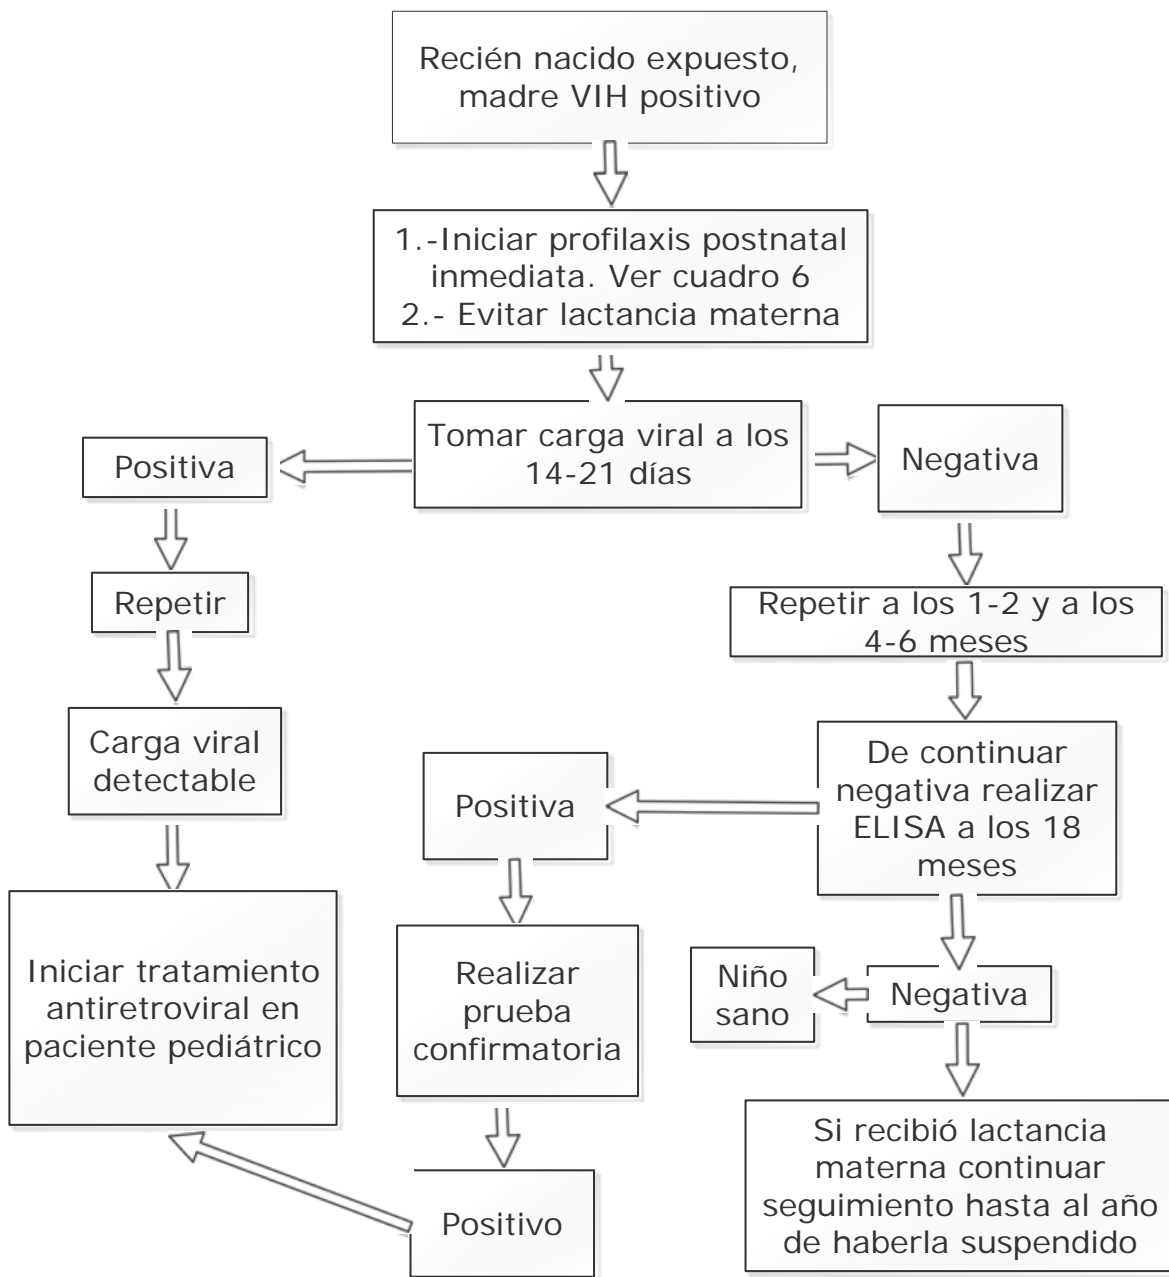 Recién nacido expuesto,
madre VIH positivo
1.-Iniciar profilaxis postnatal
inmediata. Ver cuadro 6
2.- Evitar lactancia materna
Tomar carga viral a los
14-21 días
Positiva
Negativa
Repetir
Repetir a los 1-2 y a los
4-6 meses
Carga viral
detectable
De continuar
negativa realizar
ELISA a los 18
meses
Positiva
Iniciar tratamiento
antiretroviral en
paciente pediátrico
Realizar
prueba
confirmatoria
Niño
sano
Negativa
Positivo
Si recibió lactancia
materna continuar
seguimiento hasta al año
de haberla suspendido